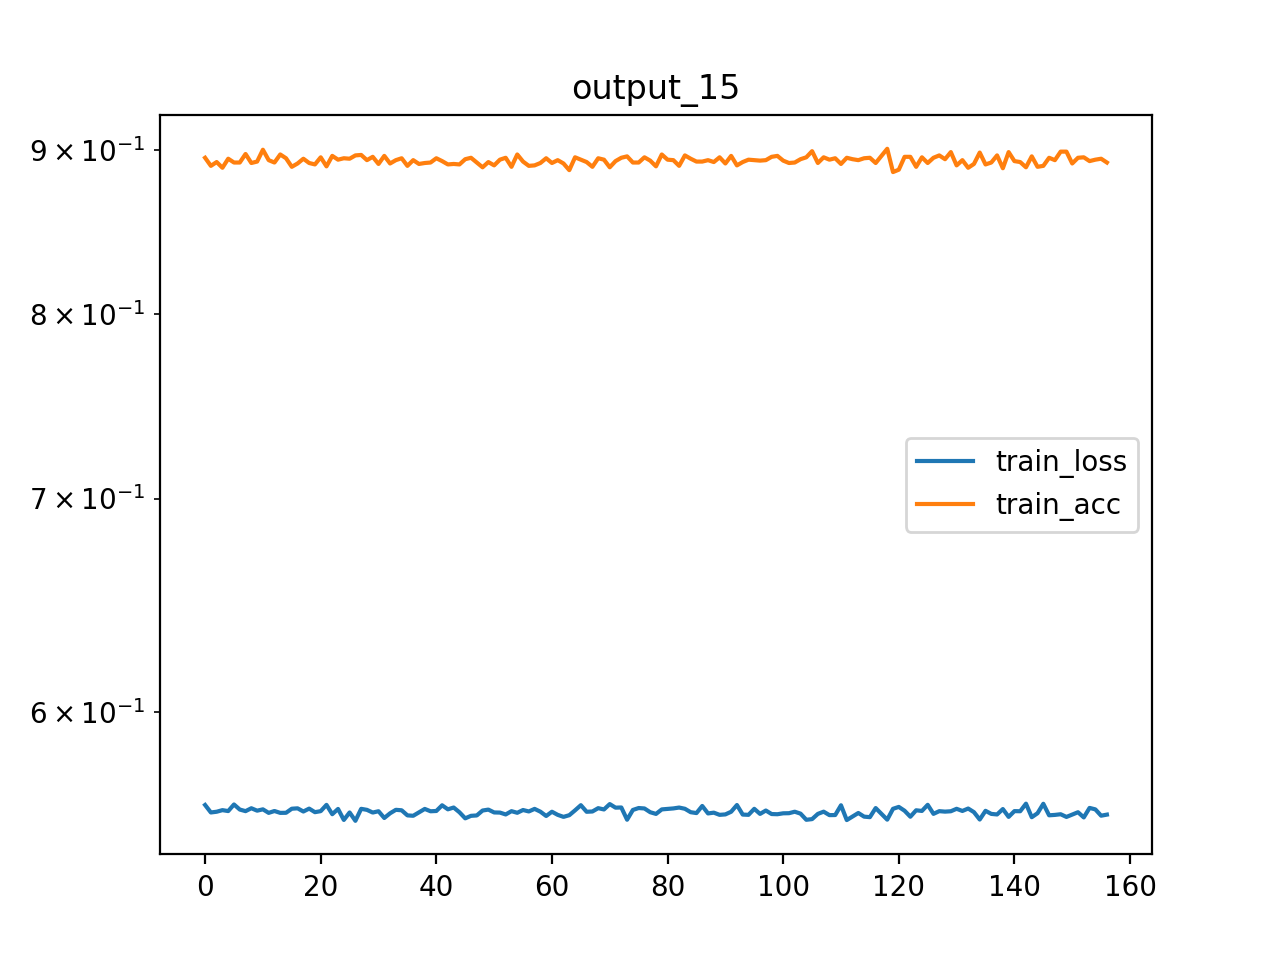 output_15
9 × 10⁻¹
8 × 10⁻¹
7 × 10⁻¹
6 × 10⁻¹
train_loss
train_acc
0 20 40 60 80 100 120 140 160